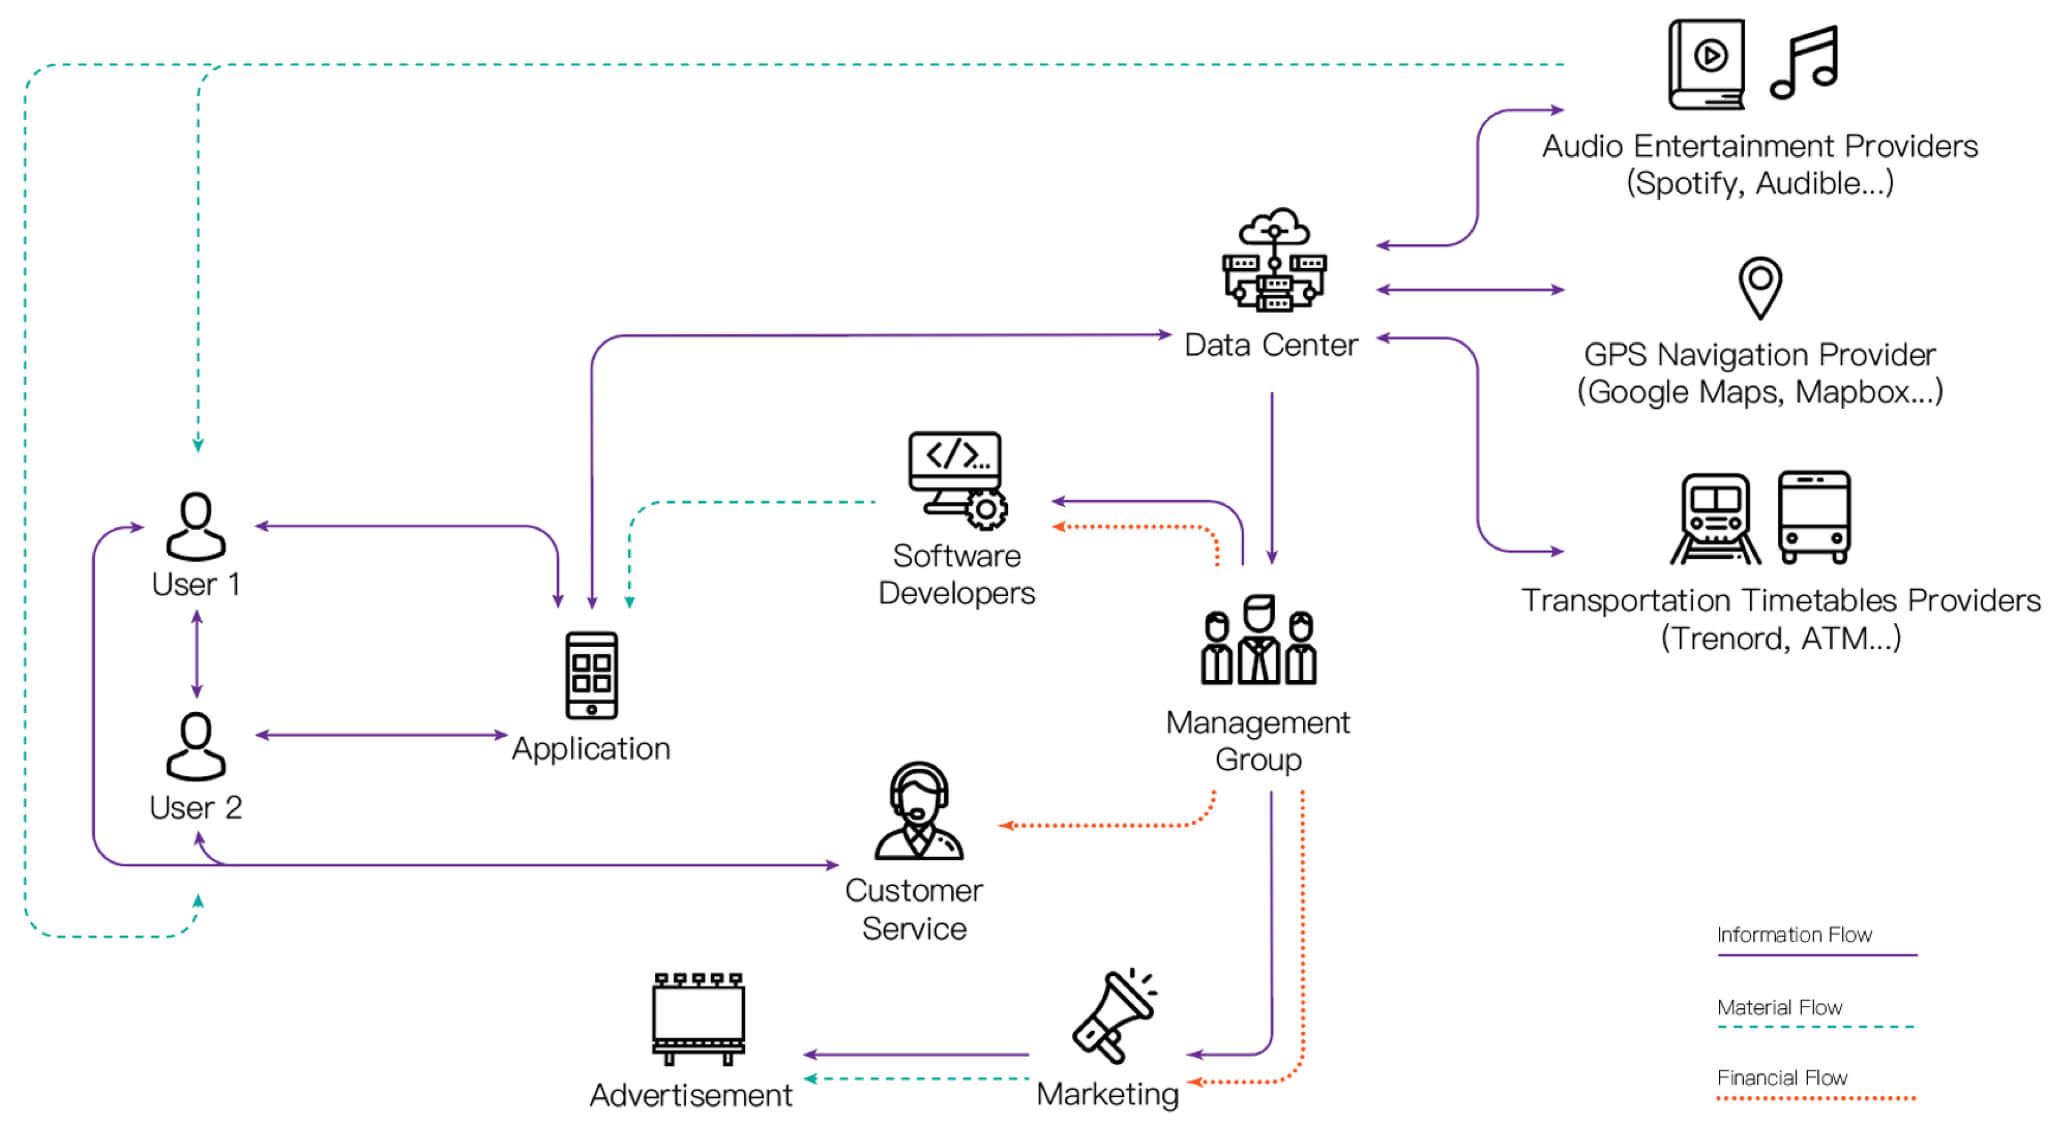 Audio Entertainment Providers
(Spotify, Audible...)
Data Center
GPS Navigation Provider
(Google Maps, Mapbox...)
</>...
Software
Developers
User 1
Transportation Timetables Providers
(Trenord, ATM...)
Management
Group
Application
User 2
Customer
Service
Information Flow
Material Flow
Financial Flow
Advertisement
Marketing